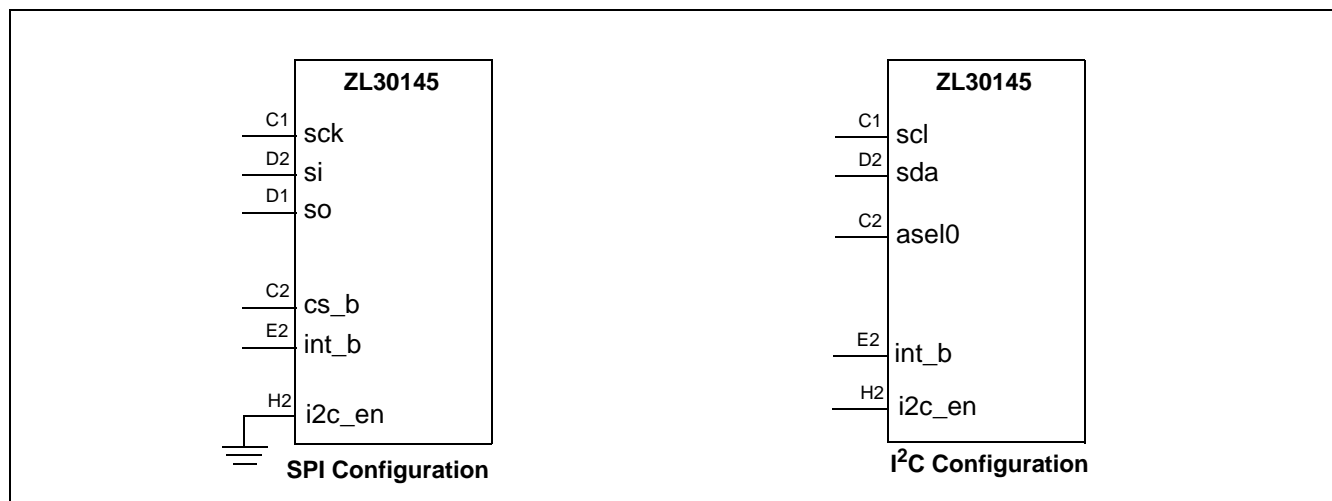 ZL30145
C1 sck
D2 si
D1 so
C2 cs_b
E2 int_b
H2 i2c_en
SPI Configuration
ZL30145
C1 scl
D2 sda
C2 asel0
E2 int_b
H2 i2c_en
I²C Configuration